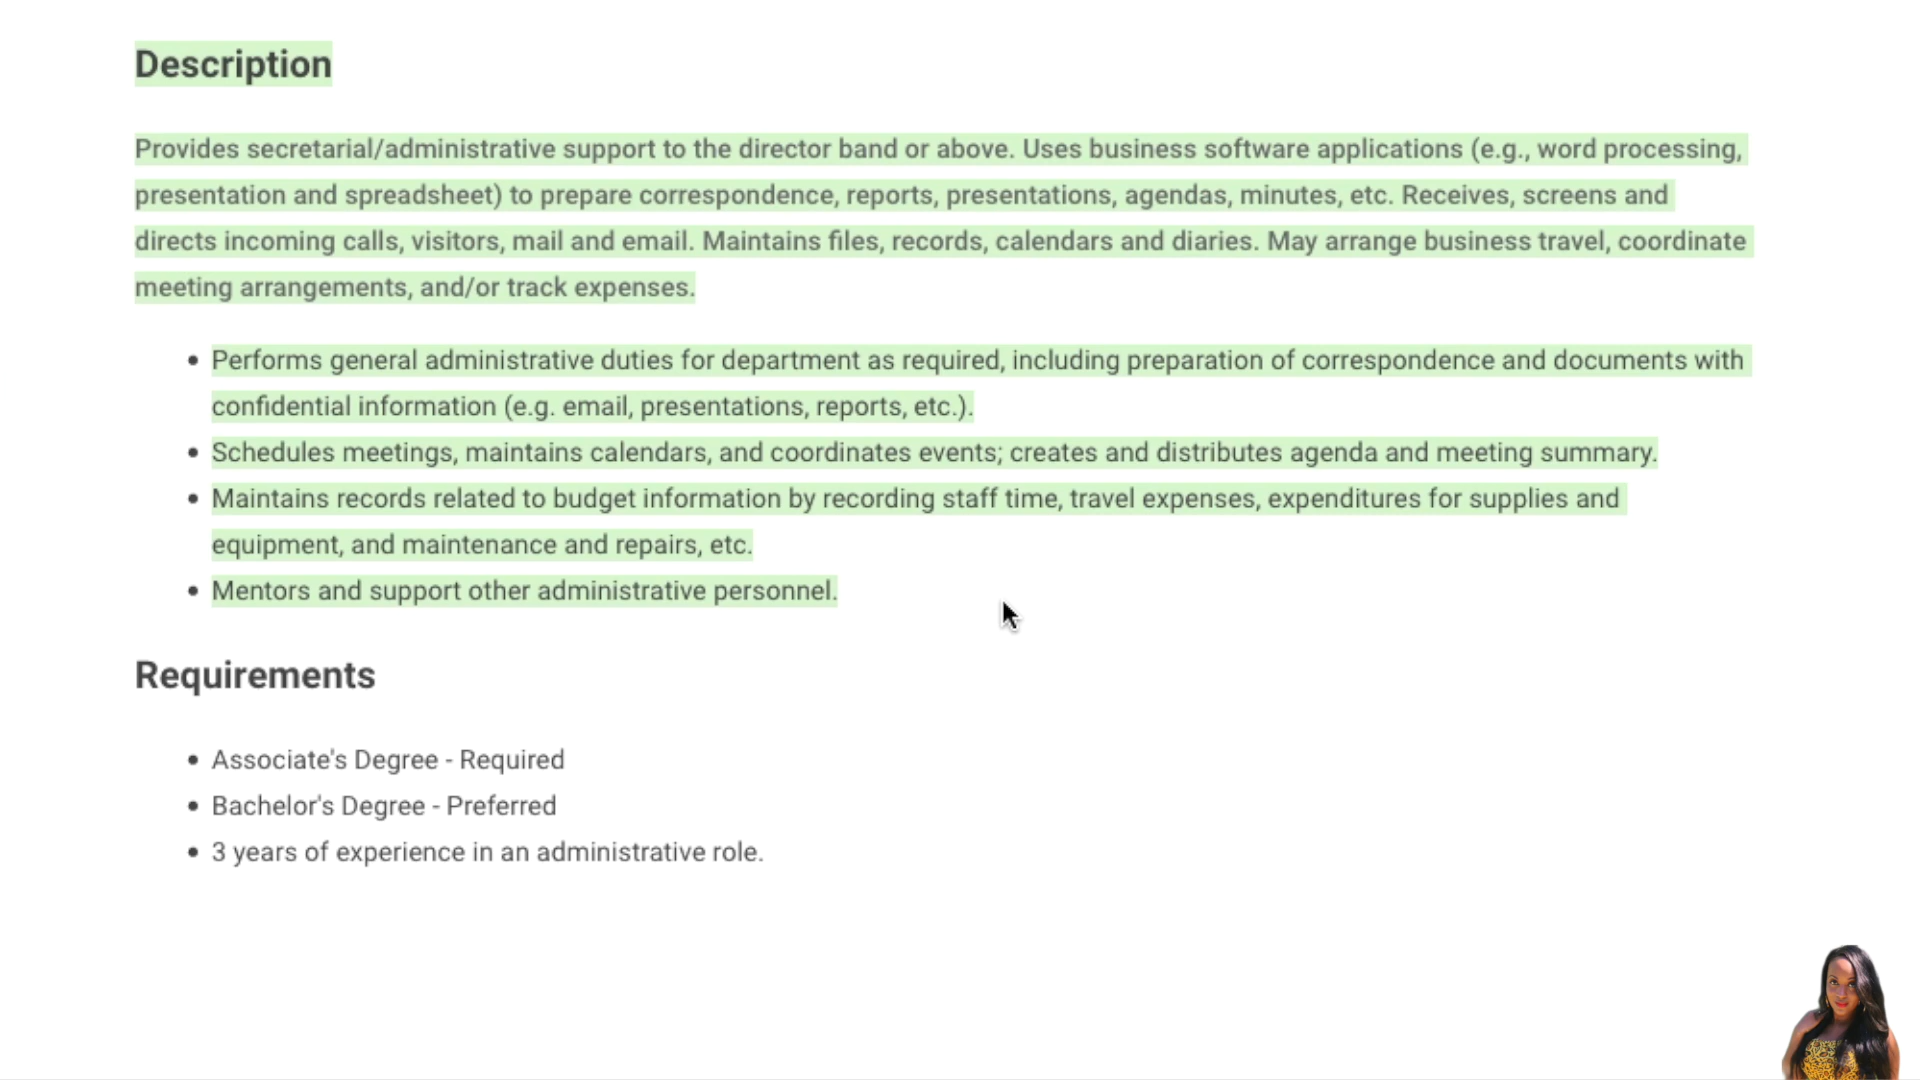 Description
Provides secretarial/administrative support to the director band or above. Uses business software applications (e.g., word processing,
presentation and spreadsheet) to prepare correspondence, reports, presentations, agendas, minutes, etc. Receives, screens and
directs incoming calls, visitors, mail and email. Maintains files, records, calendars and diaries. May arrange business travel, coordinate
meeting arrangements, and/or track expenses.
• Performs general administrative duties for department as required, including preparation of correspondence and documents with
confidential information (e.g. email, presentations, reports, etc.).
• Schedules meetings, maintains calendars, and coordinates events; creates and distributes agenda and meeting summary.
• Maintains records related to budget information by recording staff time, travel expenses, expenditures for supplies and
equipment, and maintenance and repairs, etc.
• Mentors and support other administrative personnel.
Requirements
• Associate's Degree - Required
• Bachelor's Degree - Preferred
• 3 years of experience in an administrative role.